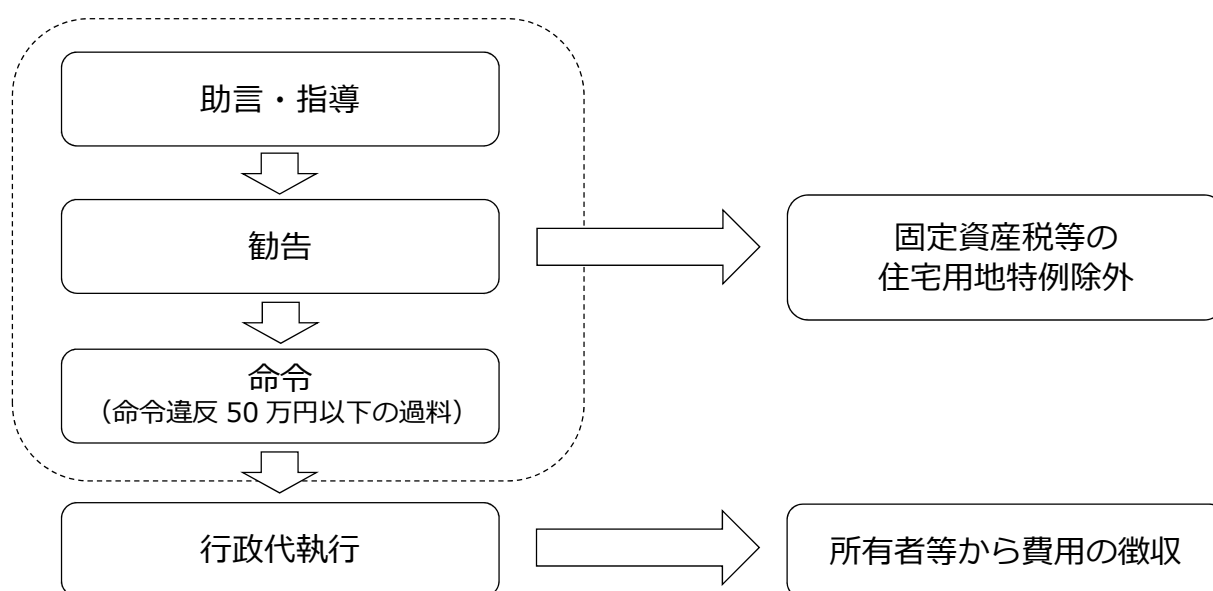 助言・指導
勧告
固定資産税等の
住宅用地特例除外
命令
（命令違反 50 万円以下の過料）
行政代執行
所有者等から費用の徴収